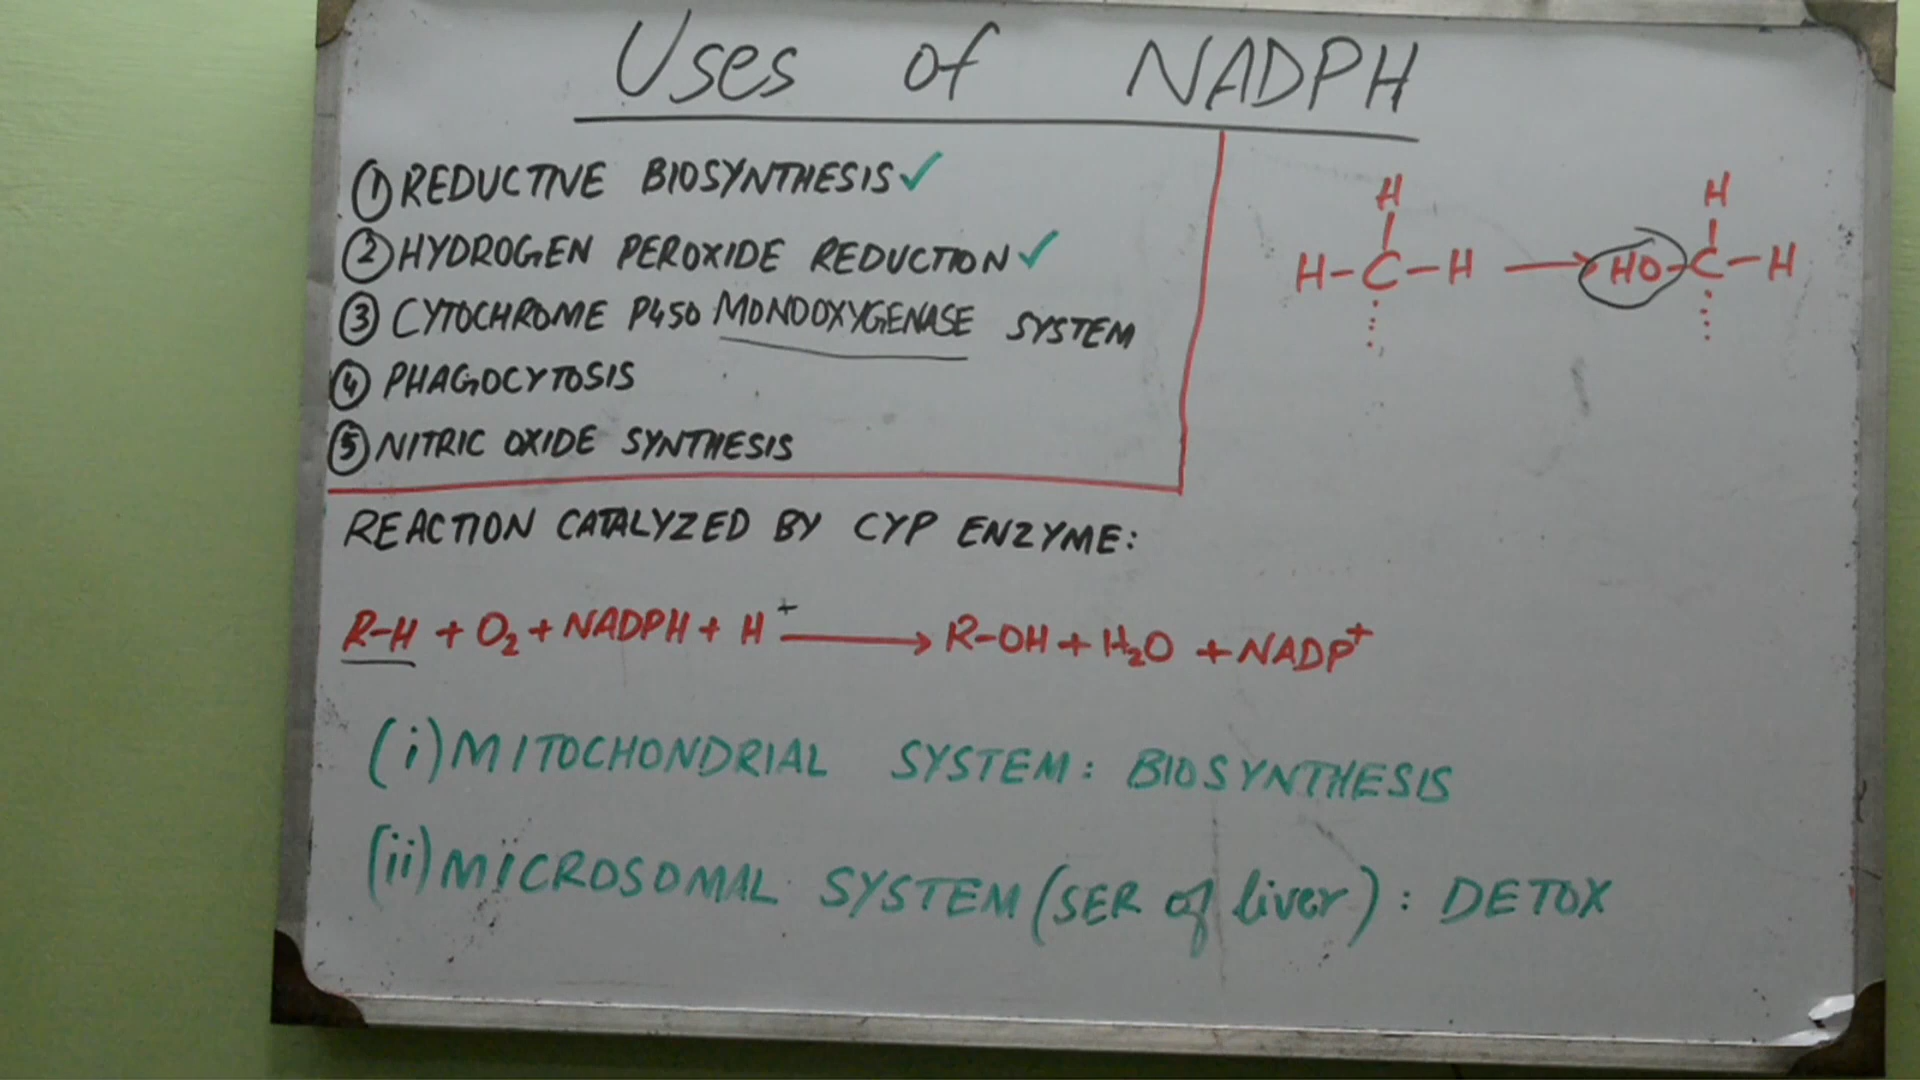 Uses of NADPH
① REDUCTIVE BIOSYNTHESIS ✓
② HYDROGEN PEROXIDE REDUCTION ✓
③ CYTOCHROME P450 MONOOXYGENASE SYSTEM
④ PHAGOCYTOSIS
⑤ NITRIC OXIDE SYNTHESIS
H H
H-C-H → HO-C-H
REACTION CATALYZED BY CYP ENZYME:
R-H + O₂ + NADPH + H⁺ → R-OH + H₂O + NADP⁺
(i) MITOCHONDRIAL SYSTEM: BIOSYNTHESIS
(ii) MICROSOMAL SYSTEM (SER of liver): DETOX